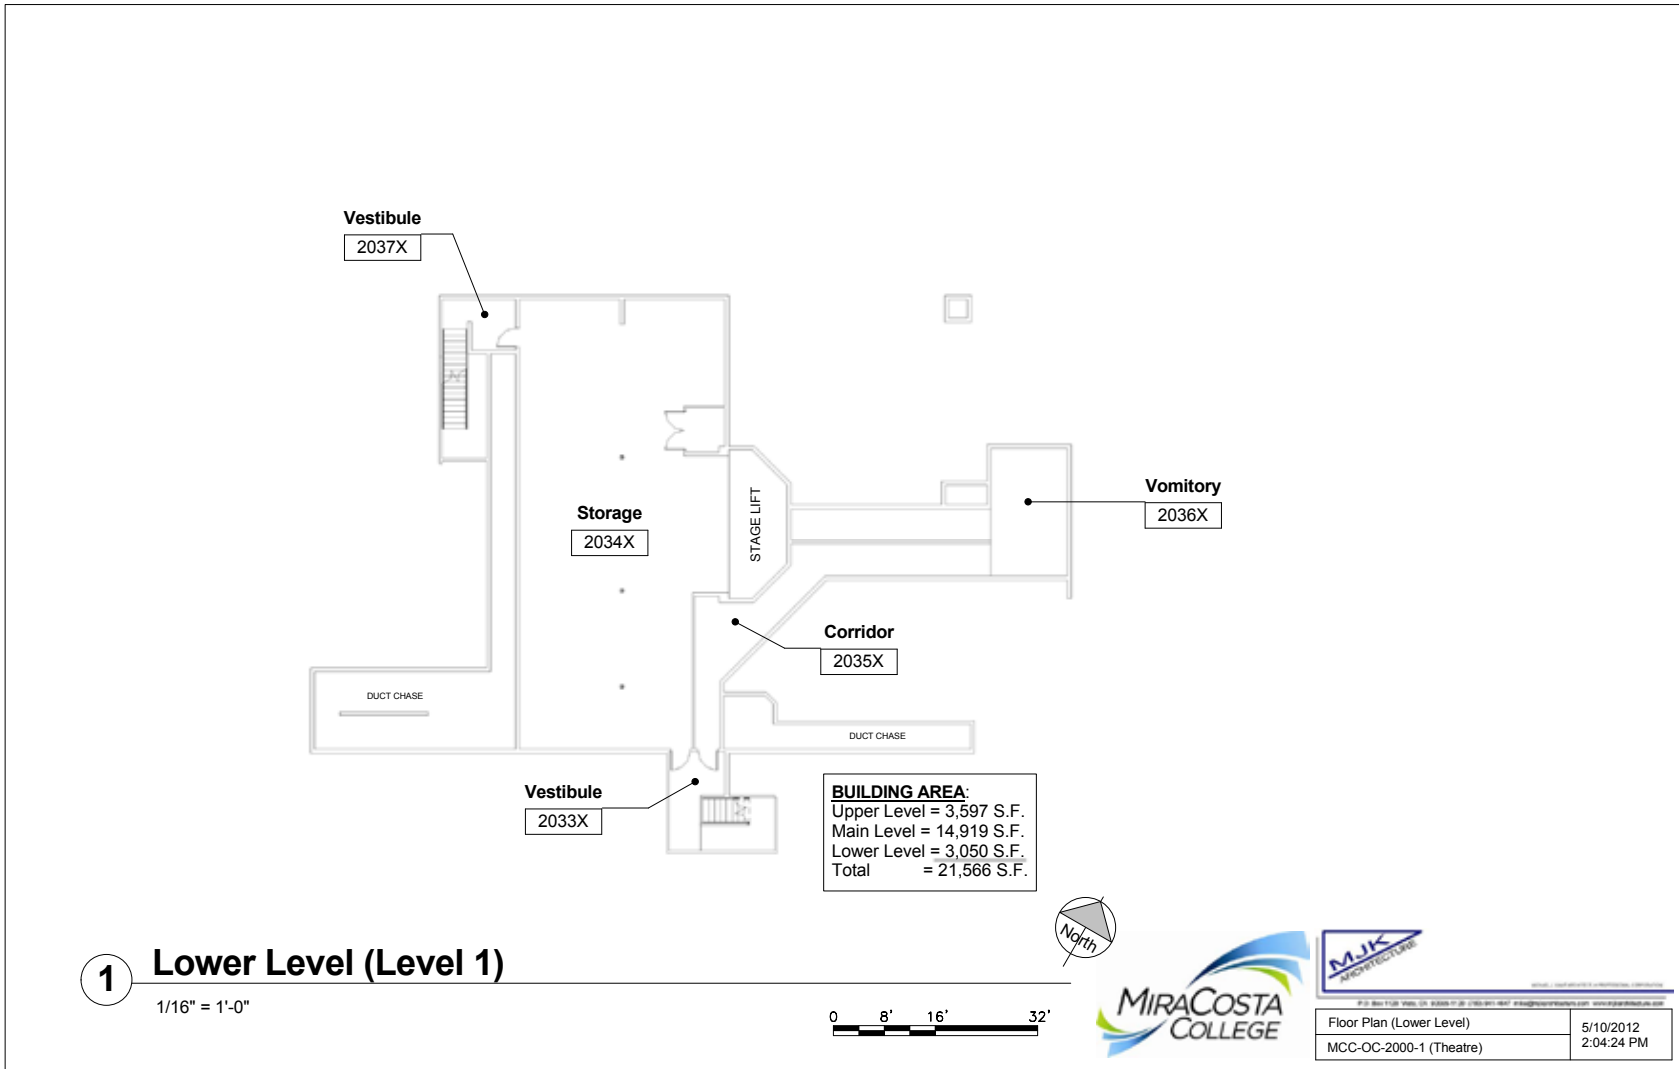 Vestibule
2037X
Vomitory
2036X
STAGE LIFT
Storage
2034X
Corridor
2035X
DUCT CHASE
DUCT CHASE
Vestibule
2033X
BUILDING AREA:
Upper Level = 3,597 S.F.
Main Level = 14,919 S.F.
Lower Level = 3,050 S.F.
Total = 21,566 S.F.
North
1 Lower Level (Level 1)
1/16" = 1'-0"
0 8' 16' 32'
MIRACOSTA
COLLEGE
MJK
ARCHITECTURE
Floor Plan (Lower Level)
MCC-OC-2000-1 (Theatre)
5/10/2012
2:04:24 PM